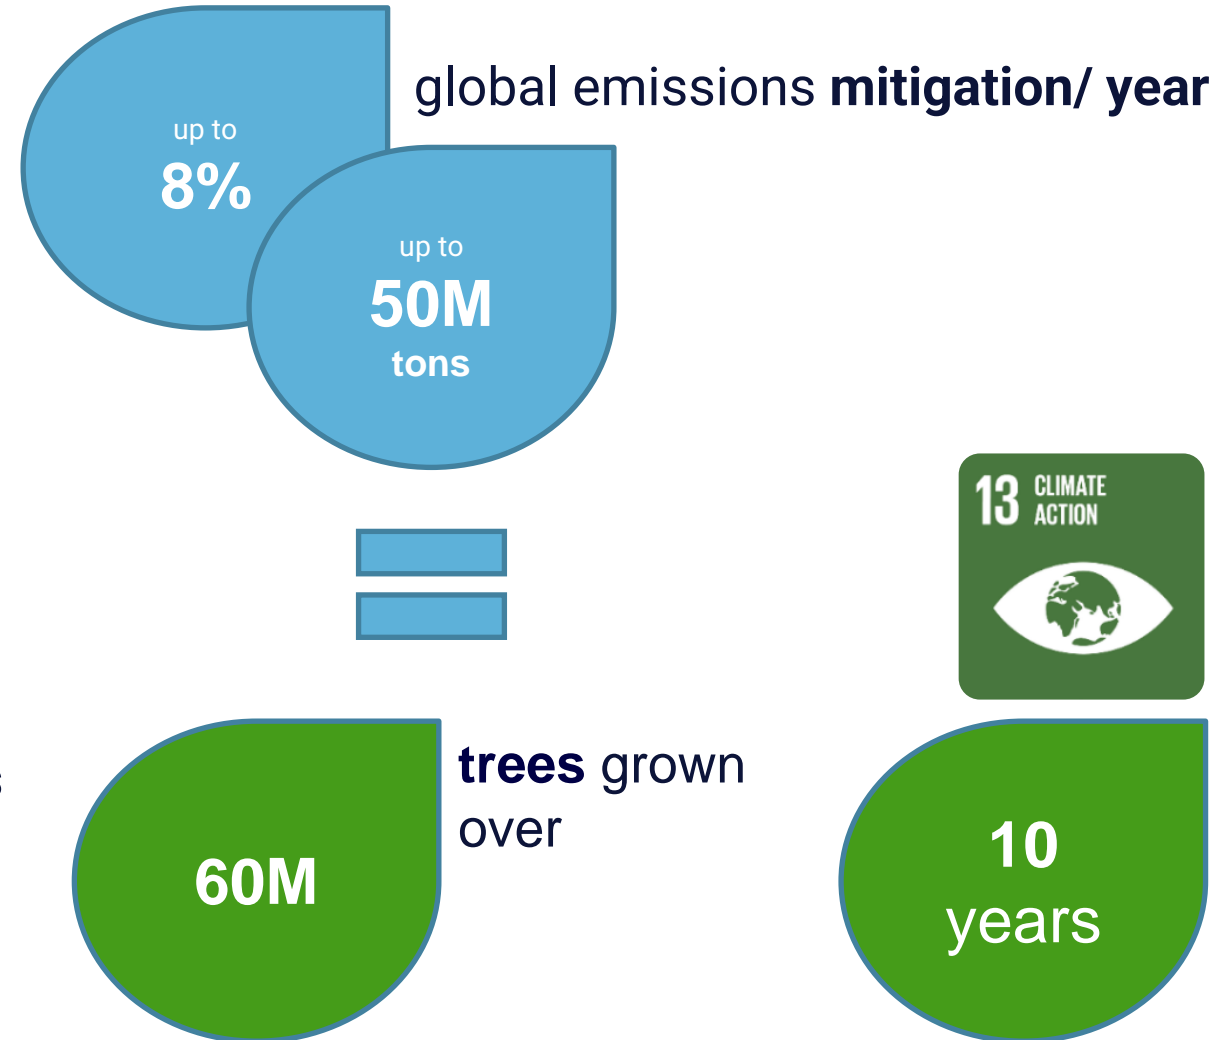 global emissions mitigation/ year
up to
8%
up to
50M
tons
13 CLIMATE
ACTION
trees grown
over
60M
10
years